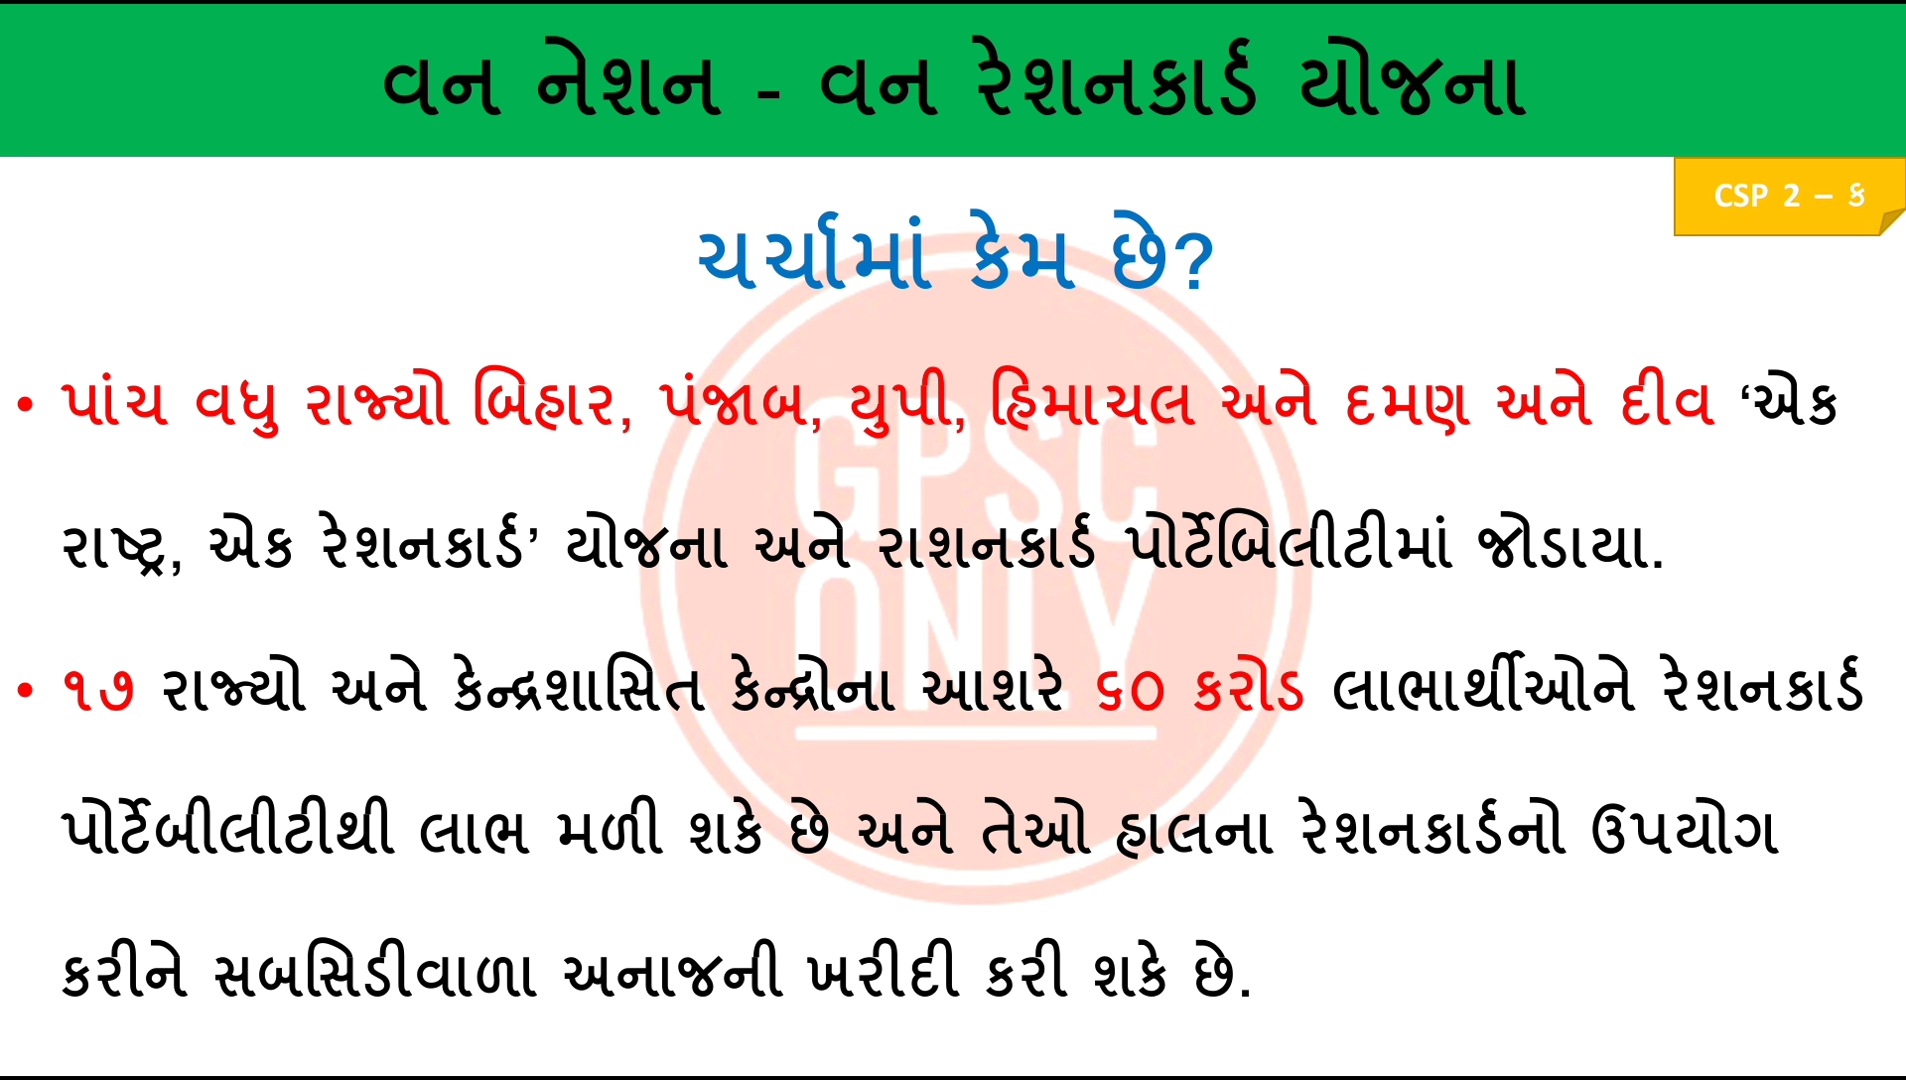 વન નેશન - વન રેશનકાર્ડ યોજના
CSP 2 – ક
ચર્ચામાં કેમ છે?
• પાંચ વધુ રાજ્યો બિહાર, પંજાબ, યુપી, હિમાચલ અને દમણ અને દીવ ‘એક
રાષ્ટ્ર, એક રેશનકાર્ડ’ યોજના અને રાશનકાર્ડ પોર્ટેબિલીટીમાં જોડાયા.
• ૧૭ રાજ્યો અને કેન્દ્રશાસિત કેન્દ્રોના આશરે ૬૦ કરોડ લાભાર્થીઓને રેશનકાર્ડ
પોર્ટેબીલીટીથી લાભ મળી શકે છે અને તેઓ હાલના રેશનકાર્ડનો ઉપયોગ
કરીને સબસિડીવાળા અનાજની ખરીદી કરી શકે છે.
GPSC
ONLY